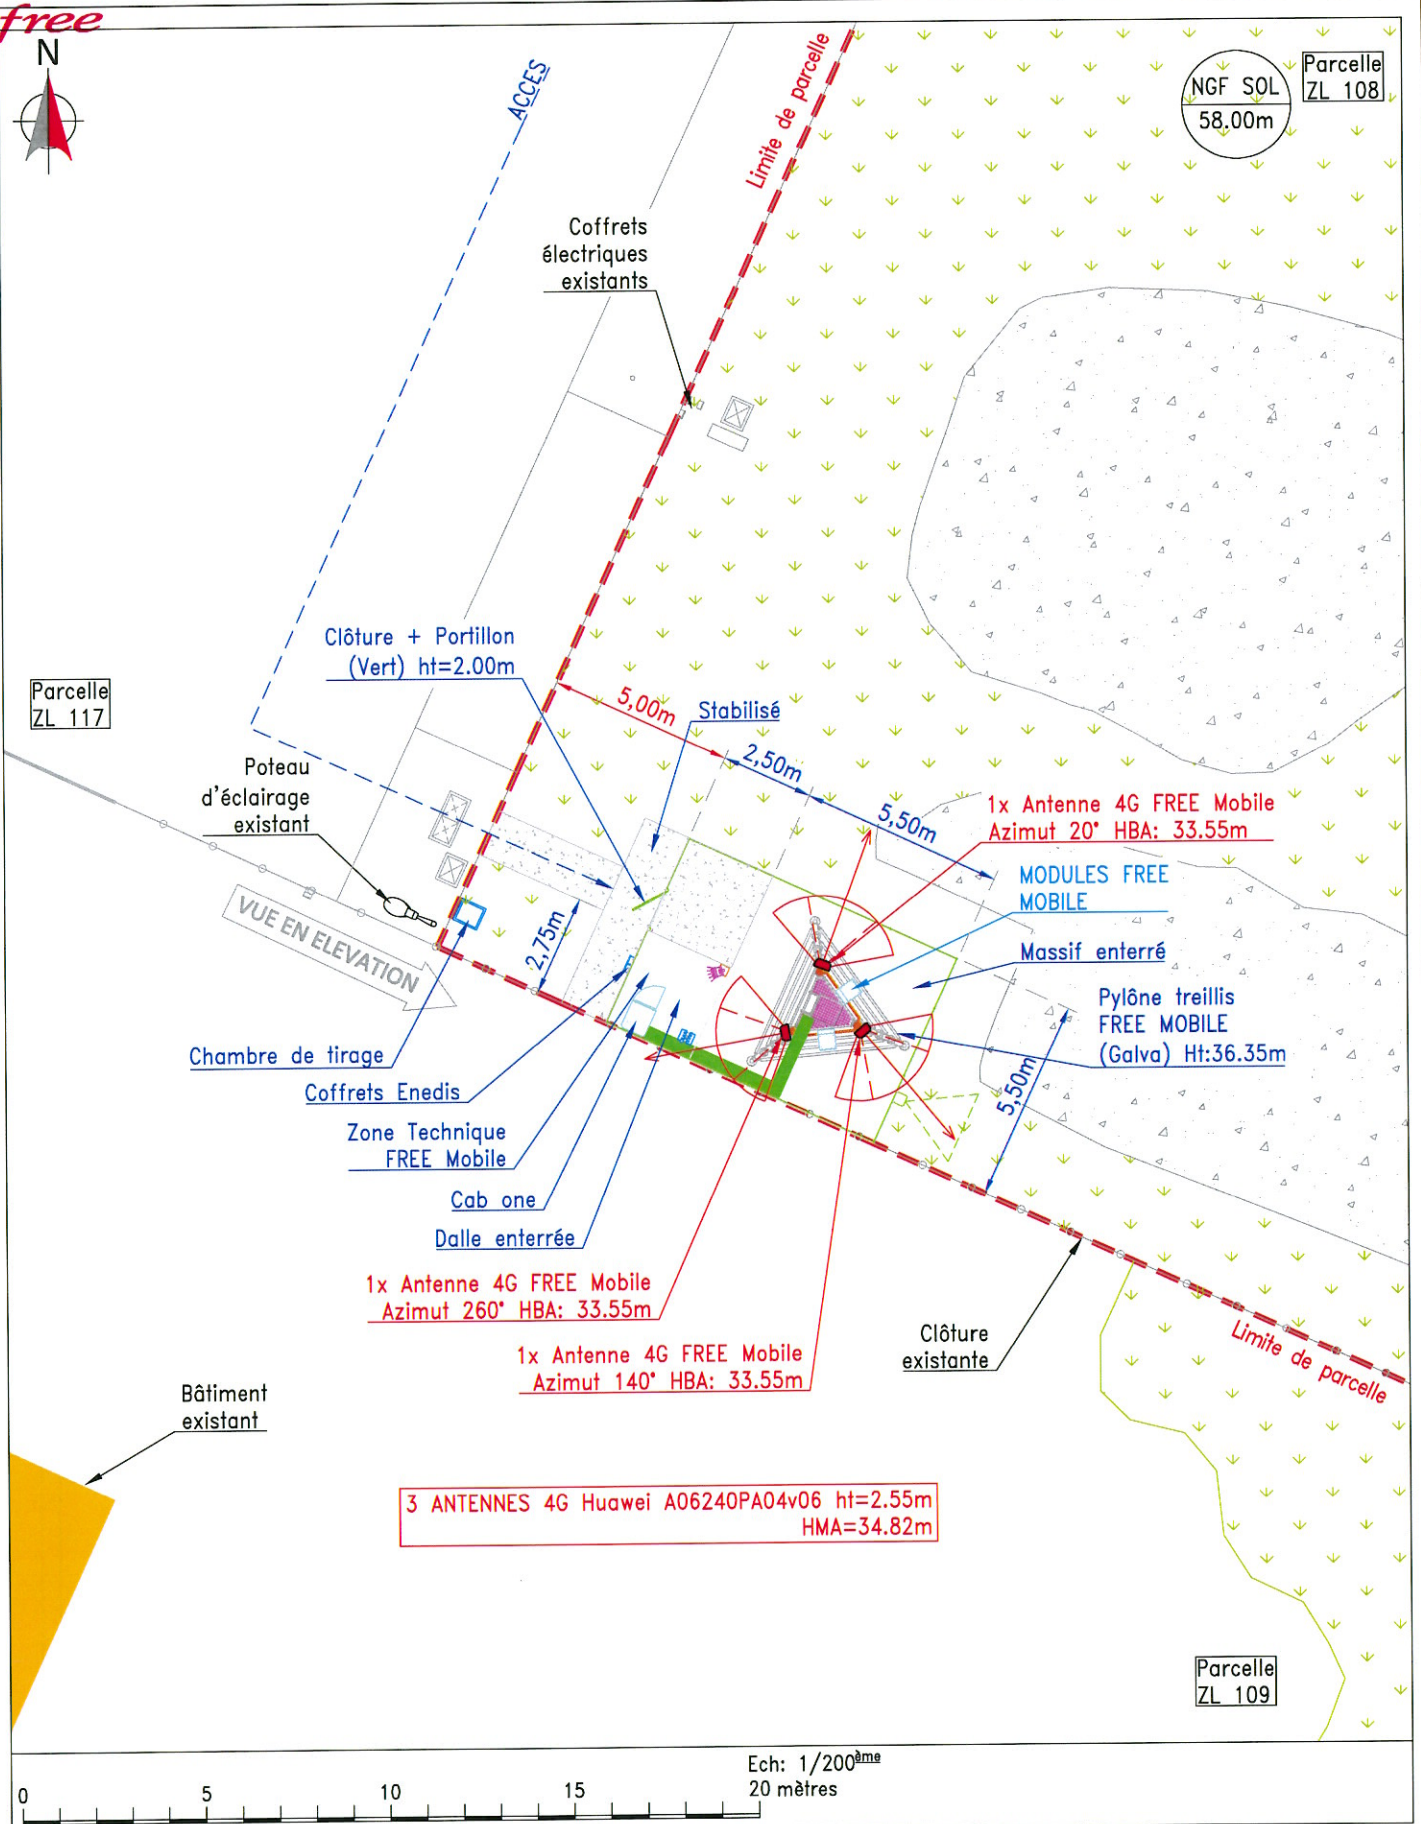 free
N
ACCES
Limite de parcelle
NGF SOL
58.00m
Parcelle
ZL 108
Coffrets
électriques
existants
Clôture + Portillon
(Vert) ht=2.00m
Parcelle
ZL 117
5,00m
Stabilisé
2,50m
5,50m
Poteau
d'éclairage
existant
1x Antenne 4G FREE Mobile
Azimut 20° HBA: 33.55m
MODULES FREE
MOBILE
VUE EN ELEVATION
2,75m
Massif enterré
Pylône treillis
FREE MOBILE
(Galva) Ht:36.35m
5,50m
Chambre de tirage
Coffrets Enedis
Zone Technique
FREE Mobile
Cab one
Dalle enterrée
1x Antenne 4G FREE Mobile
Azimut 260° HBA: 33.55m
1x Antenne 4G FREE Mobile
Azimut 140° HBA: 33.55m
Clôture
existante
Limite de parcelle
Bâtiment
existant
3 ANTENNES 4G Huawei A06240PA04v06 ht=2.55m
HMA=34.82m
Parcelle
ZL 109
Ech: 1/200ème
0 5 10 15 20 mètres